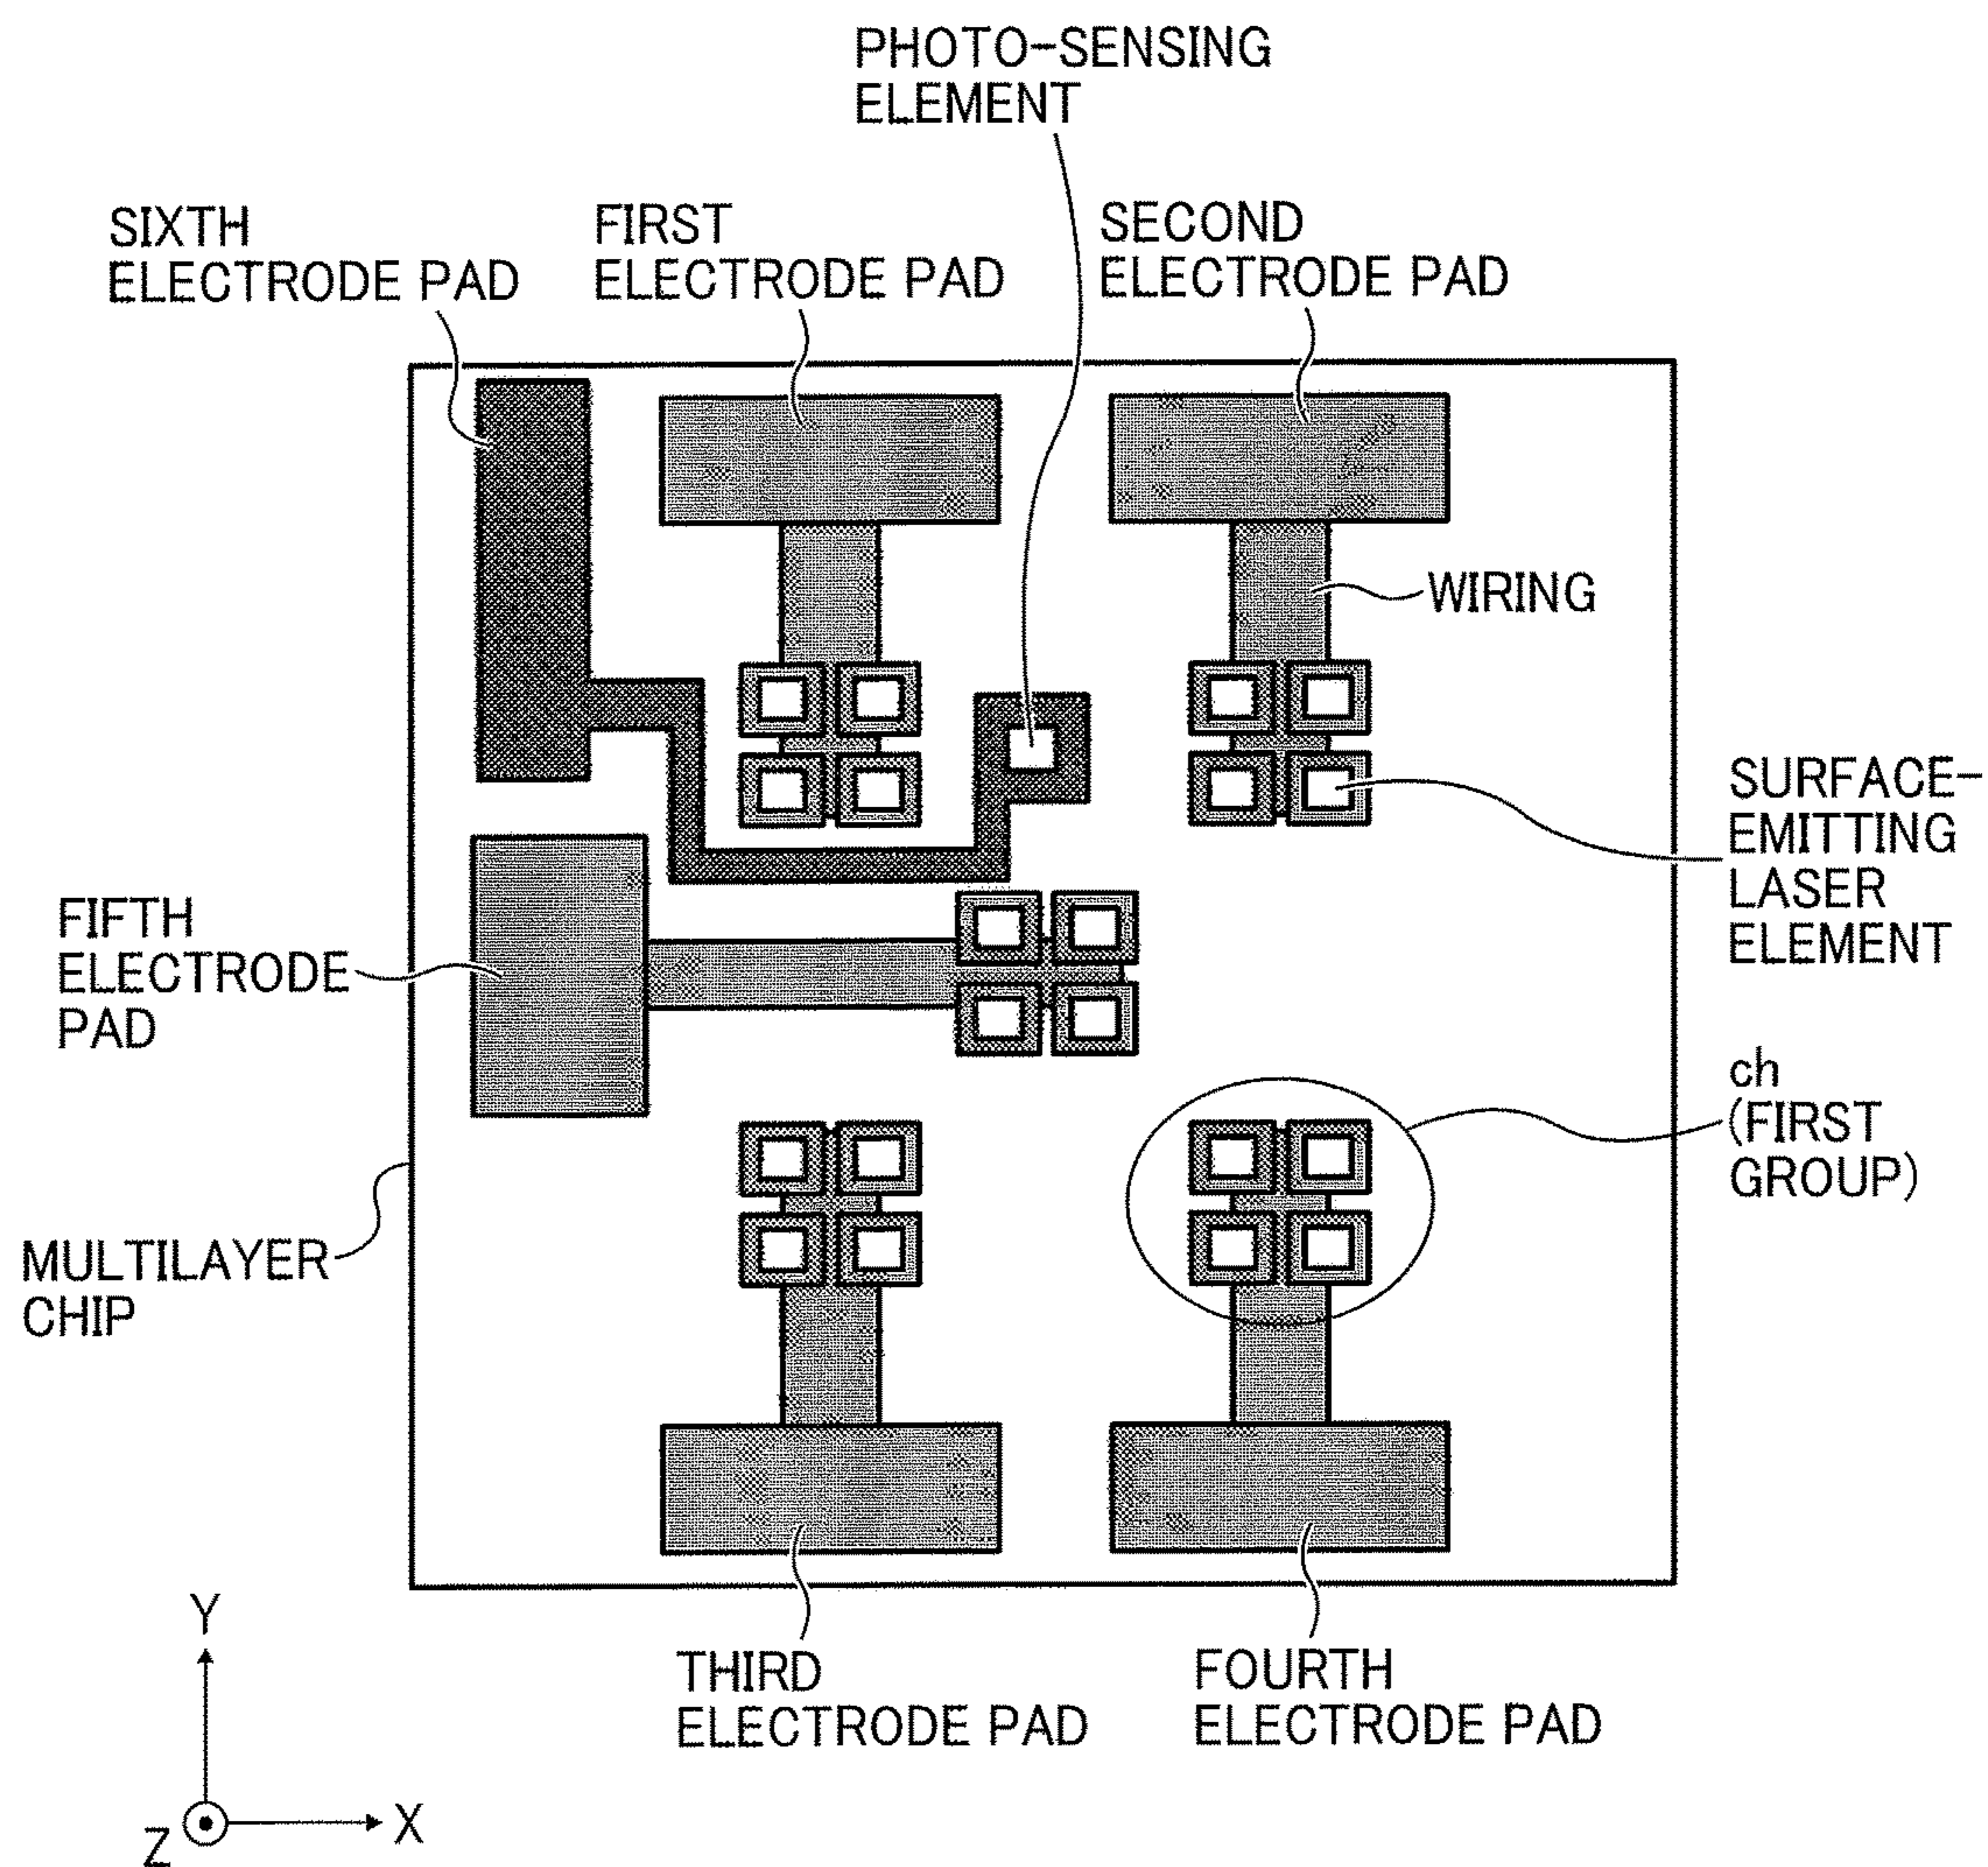 PHOTO-SENSING
ELEMENT
SIXTH
ELECTRODE PAD
FIRST
ELECTRODE PAD
SECOND
ELECTRODE PAD
WIRING
SURFACE-
EMITTING
LASER
ELEMENT
FIFTH
ELECTRODE
PAD
ch
(FIRST
GROUP)
MULTILAYER
CHIP
THIRD
ELECTRODE PAD
FOURTH
ELECTRODE PAD
Y
X
Z